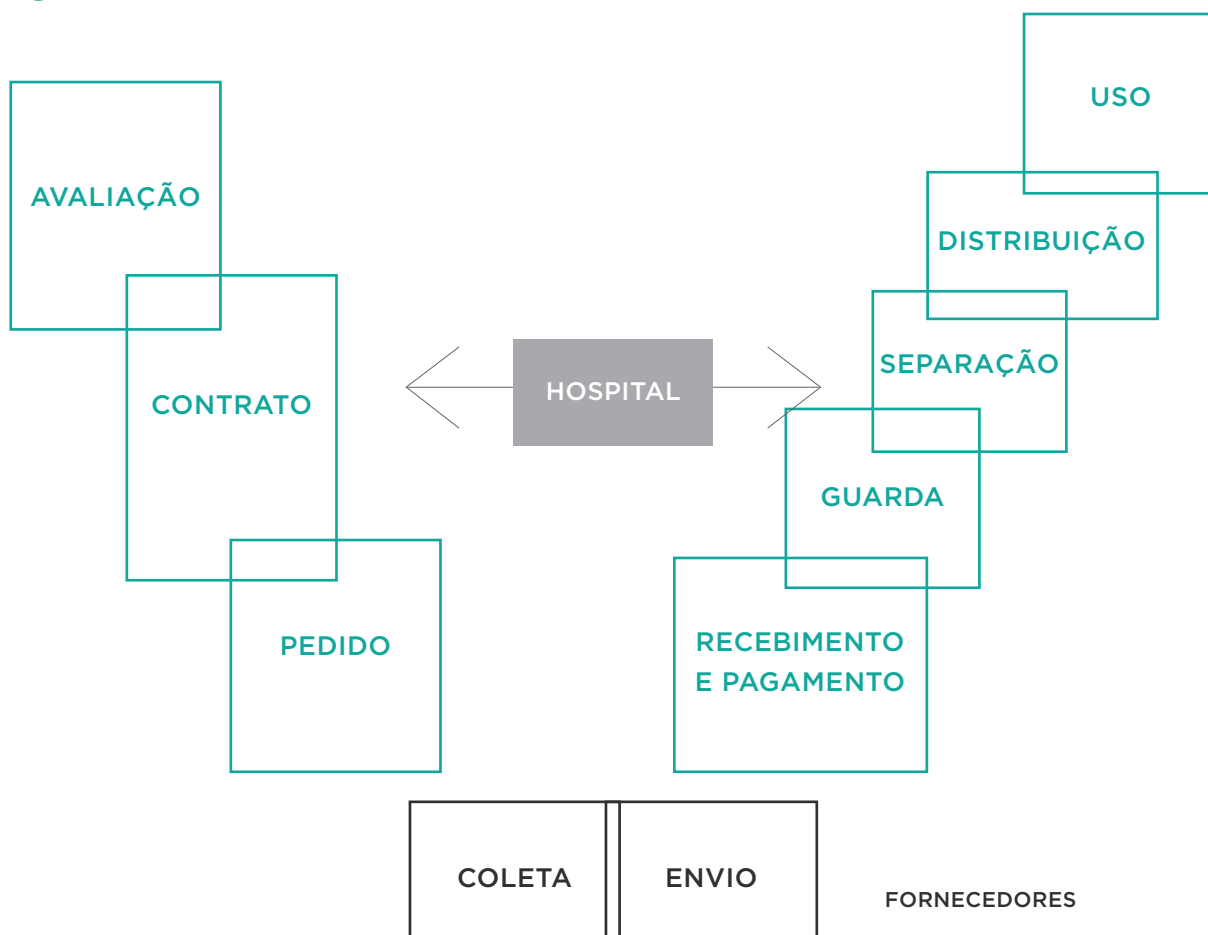 USO
AVALIAÇÃO
DISTRIBUIÇÃO
SEPARAÇÃO
HOSPITAL
CONTRATO
GUARDA
PEDIDO
RECEBIMENTO
E PAGAMENTO
COLETA
ENVIO
FORNECEDORES